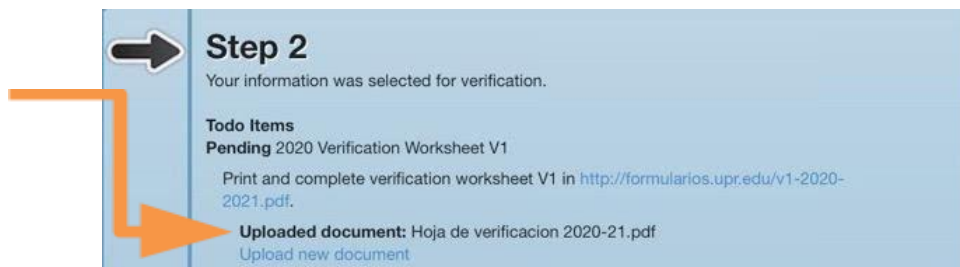 Step 2
Your information was selected for verification.
Todo Items
Pending 2020 Verification Worksheet V1
Print and complete verification worksheet V1 in http://formularios.upr.edu/v1-2020-
2021.pdf.
Uploaded document: Hoja de verificacion 2020-21.pdf
Upload new document